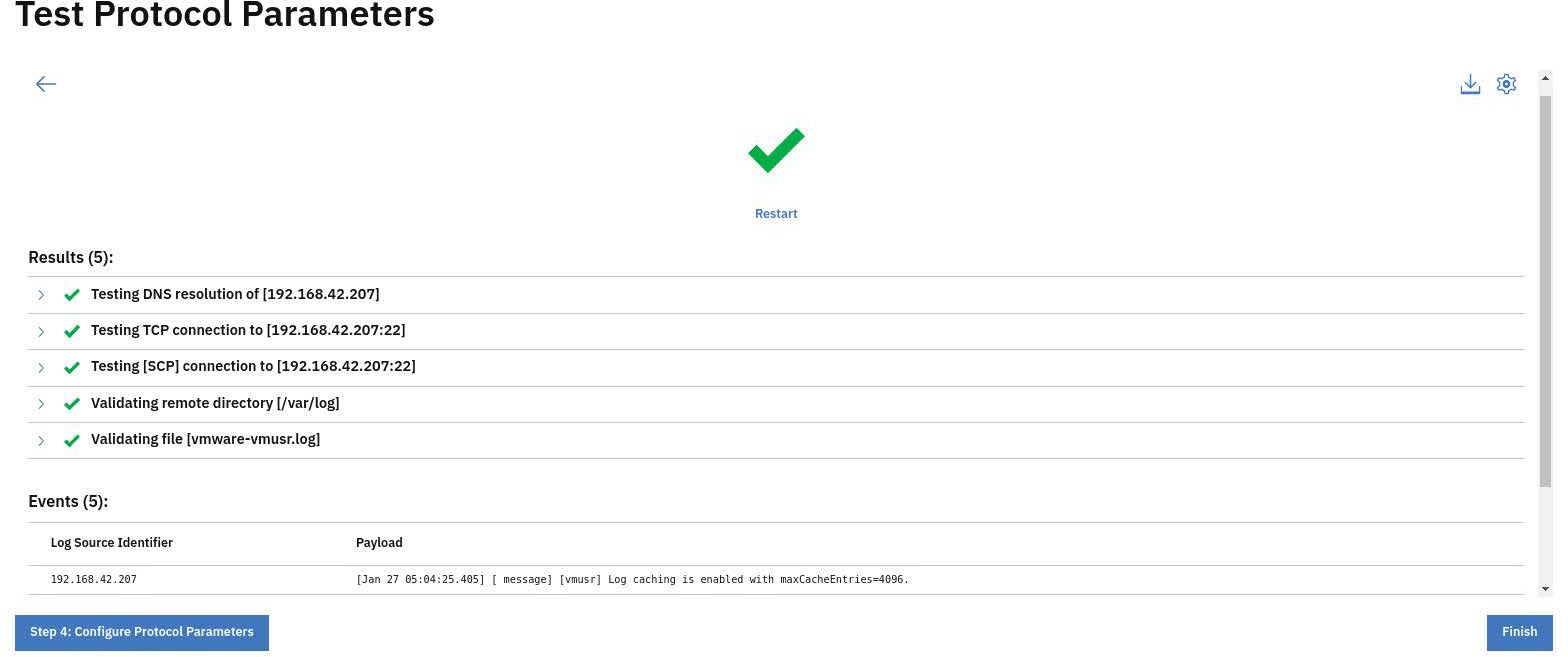 Test Protocol Parameters
Restart
Results (5):
Testing DNS resolution of [192.168.42.207]
Testing TCP connection to [192.168.42.207:22]
Testing [SCP] connection to [192.168.42.207:22]
Validating remote directory [/var/log]
Validating file [vmware-vmusr.log]
Events (5):
Log Source Identifier Payload
192.168.42.207 [Jan 27 05:04:25.405] [ message] [vmusr] Log caching is enabled with maxCacheEntries=4096.
Step 4: Configure Protocol Parameters Finish